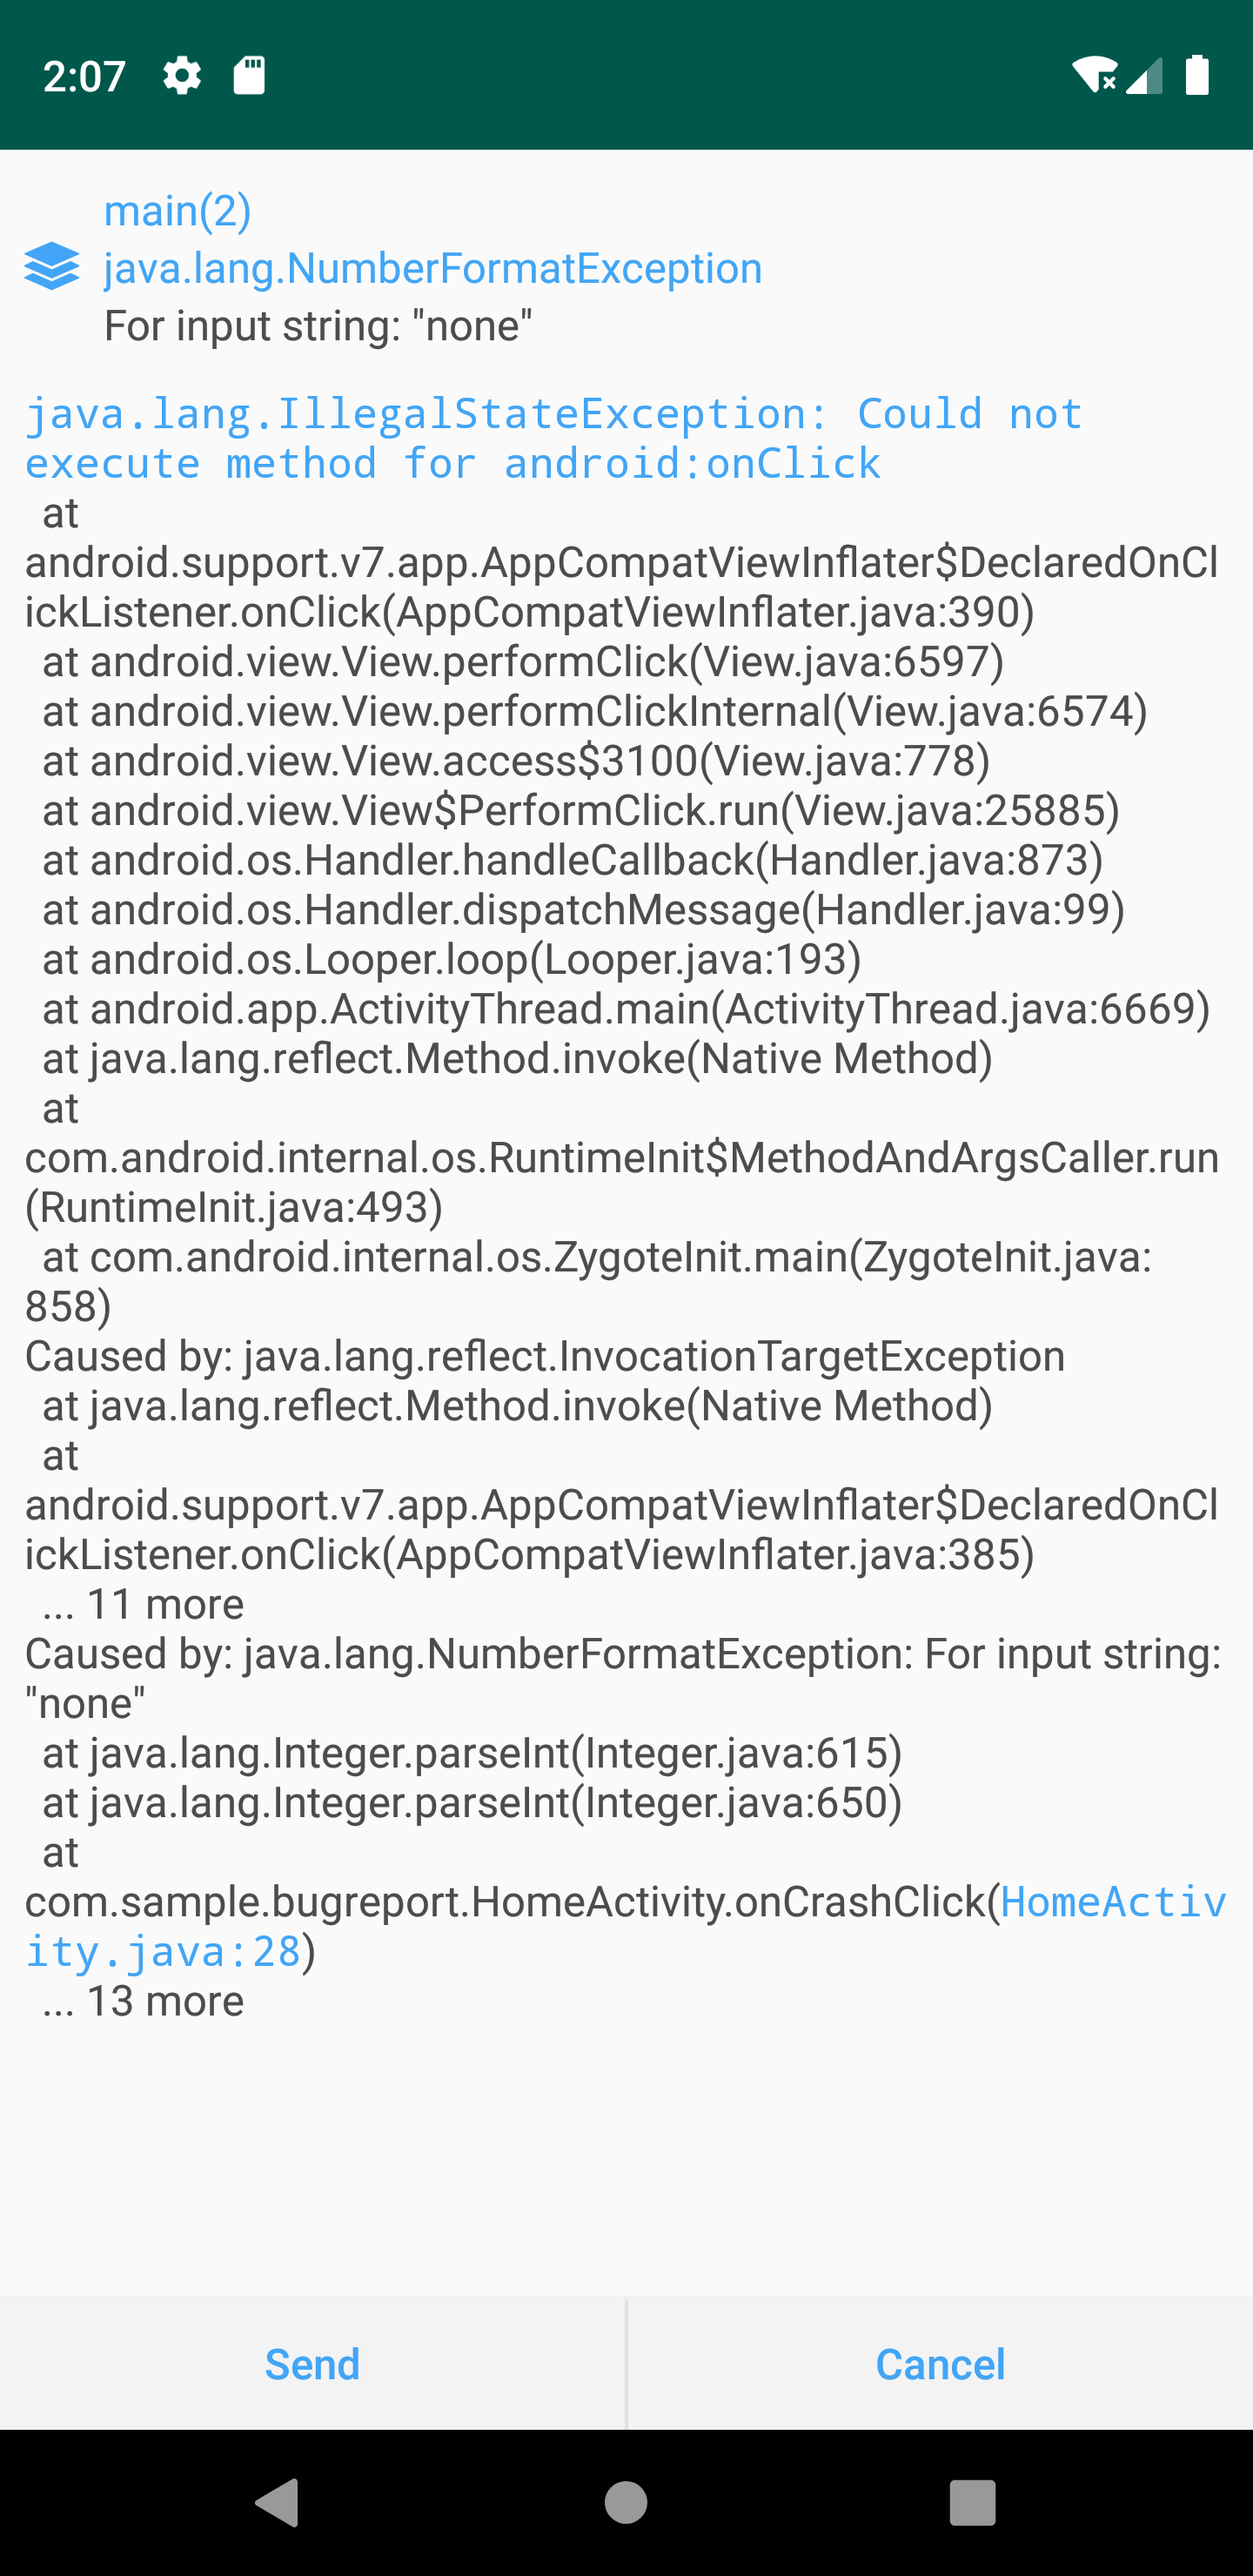 2:07
main(2)
java.lang.NumberFormatException
For input string: "none"
java.lang.IllegalStateException: Could not
execute method for android:onClick
at
android.support.v7.app.AppCompatViewInflater$DeclaredOnCl
ickListener.onClick(AppCompatViewInflater.java:390)
at android.view.View.performClick(View.java:6597)
at android.view.View.performClickInternal(View.java:6574)
at android.view.View.access$3100(View.java:778)
at android.view.View$PerformClick.run(View.java:25885)
at android.os.Handler.handleCallback(Handler.java:873)
at android.os.Handler.dispatchMessage(Handler.java:99)
at android.os.Looper.loop(Looper.java:193)
at android.app.ActivityThread.main(ActivityThread.java:6669)
at java.lang.reflect.Method.invoke(Native Method)
at
com.android.internal.os.RuntimeInit$MethodAndArgsCaller.run
(RuntimeInit.java:493)
at com.android.internal.os.ZygoteInit.main(ZygoteInit.java:
858)
Caused by: java.lang.reflect.InvocationTargetException
at java.lang.reflect.Method.invoke(Native Method)
at
android.support.v7.app.AppCompatViewInflater$DeclaredOnCl
ickListener.onClick(AppCompatViewInflater.java:385)
... 11 more
Caused by: java.lang.NumberFormatException: For input string:
"none"
at java.lang.Integer.parseInt(Integer.java:615)
at java.lang.Integer.parseInt(Integer.java:650)
at
com.sample.bugreport.HomeActivity.onCrashClick(HomeActiv
ity.java:28)
... 13 more
Send
Cancel